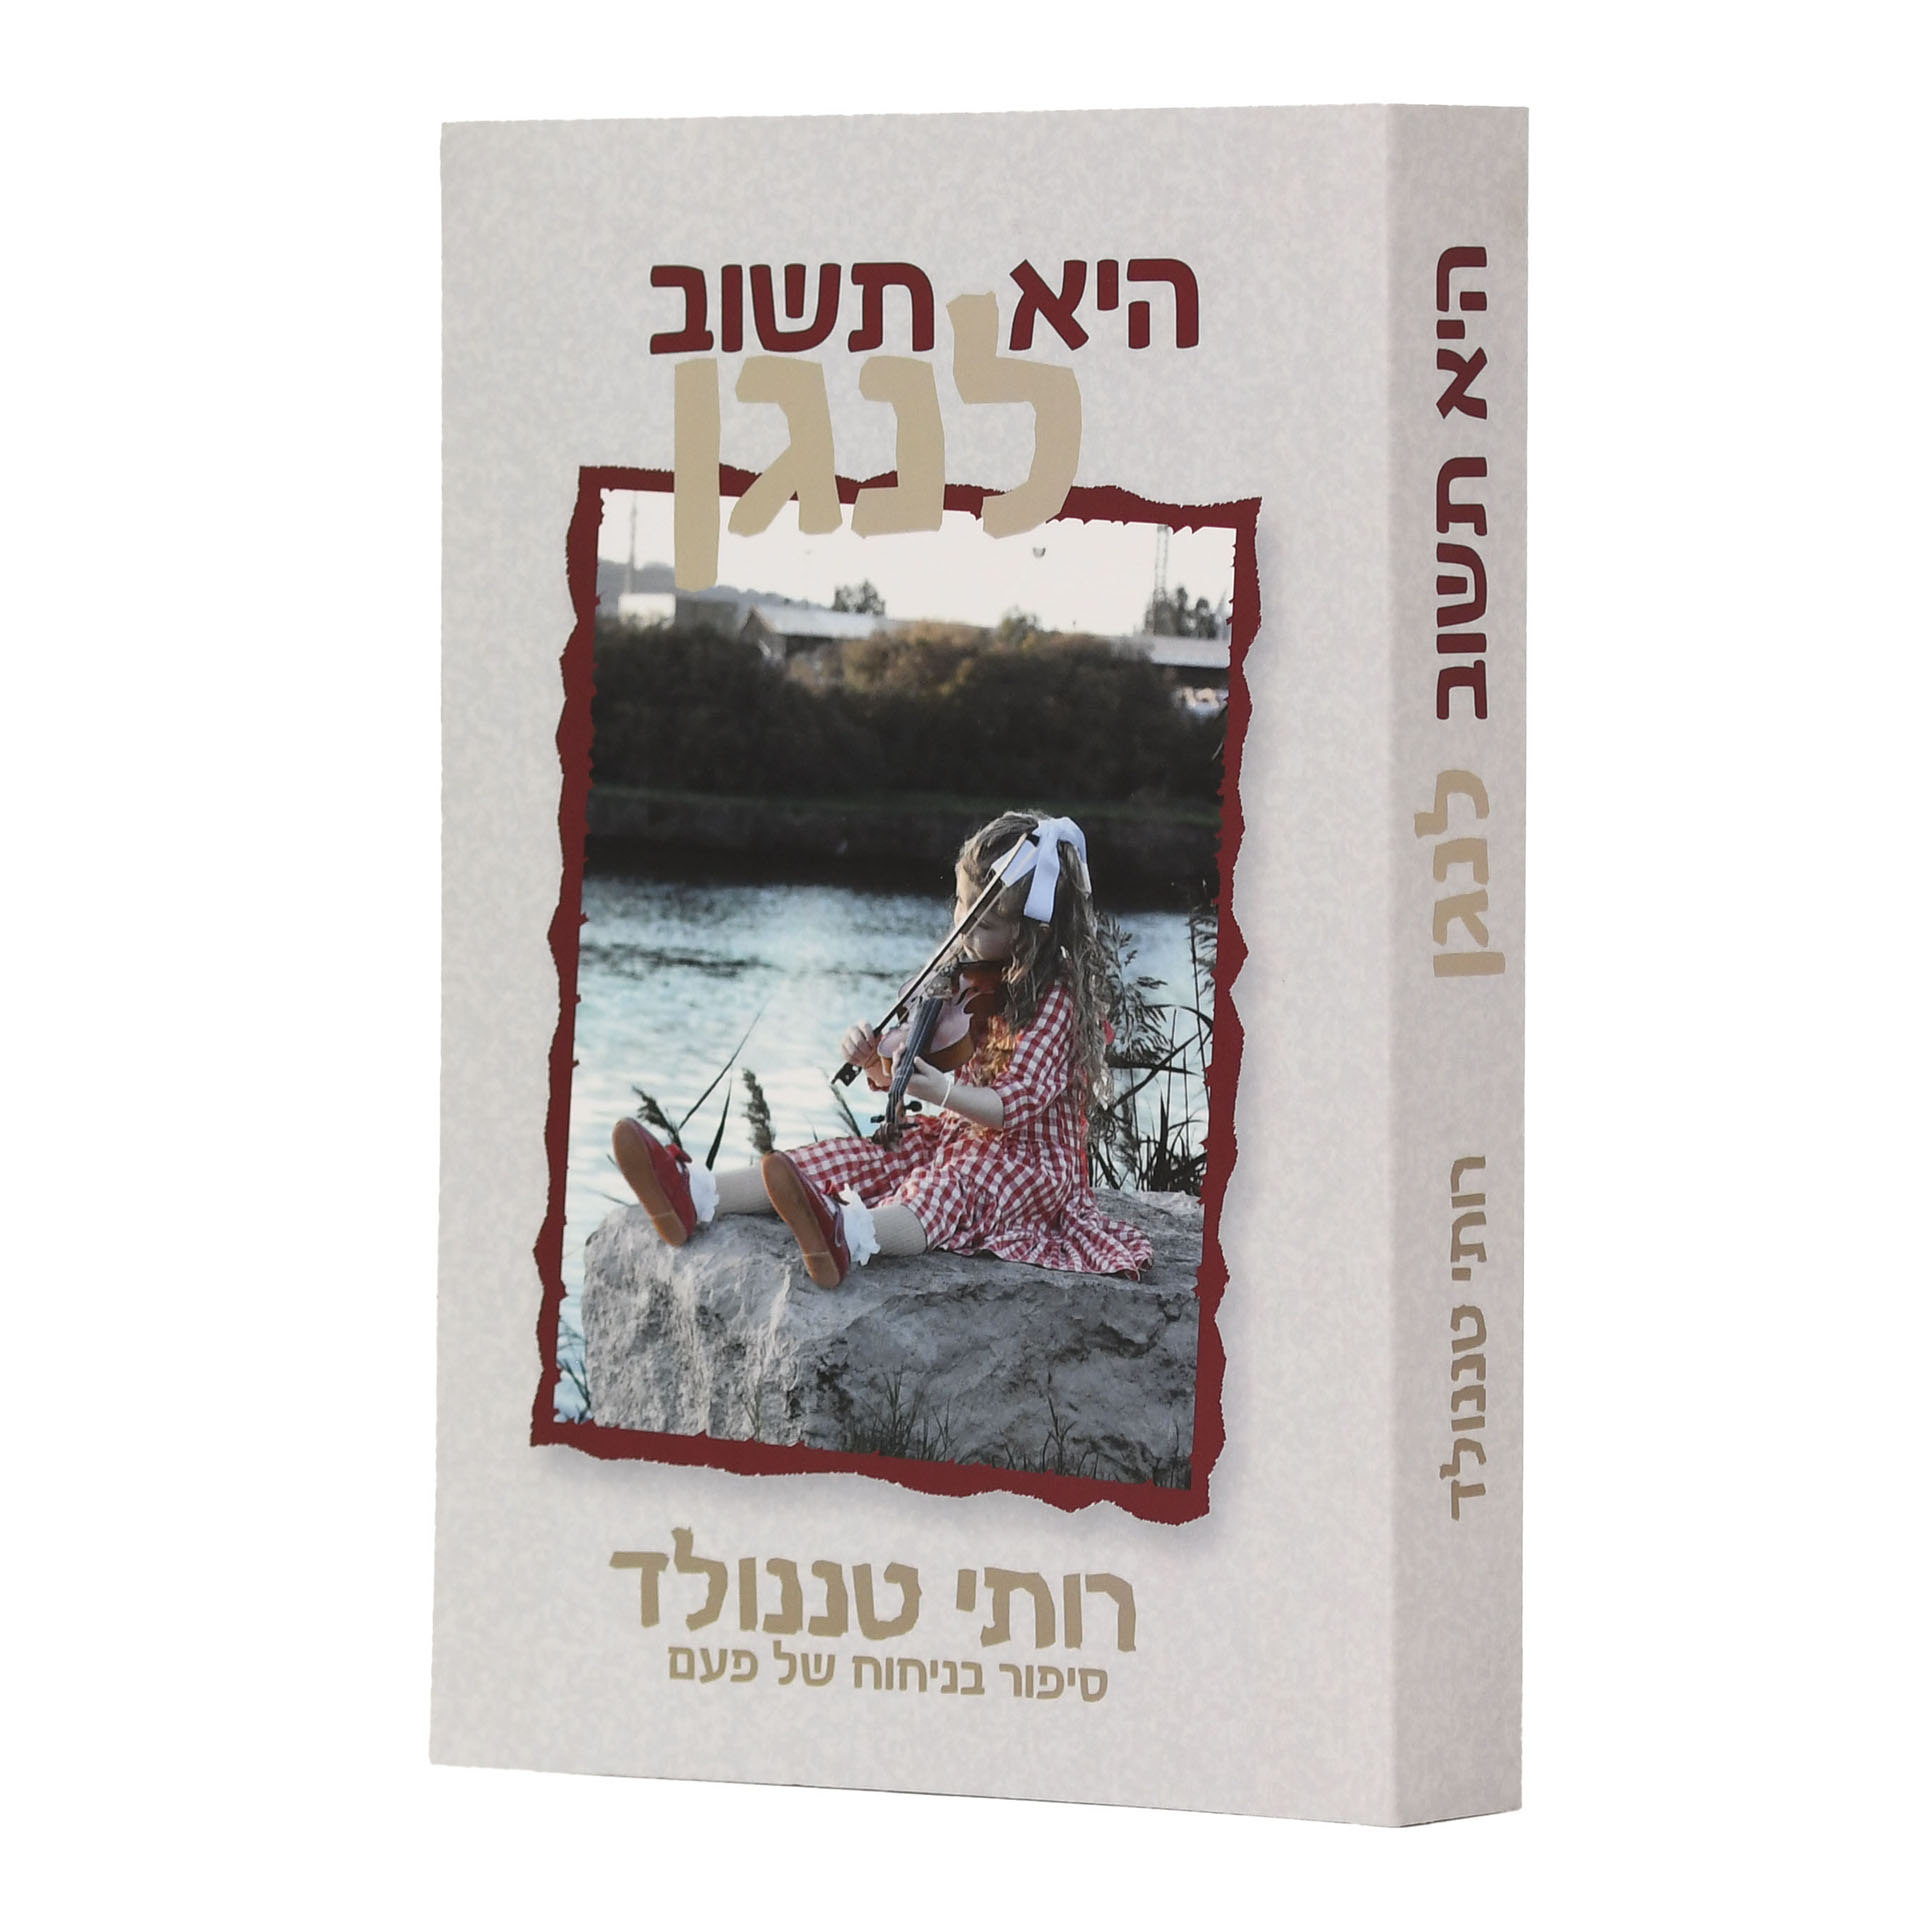 היא תשוב
לנגן
רותי טננולד
סיפור בניחוח של פעם
היא תשוב לנגן רותי טננולד